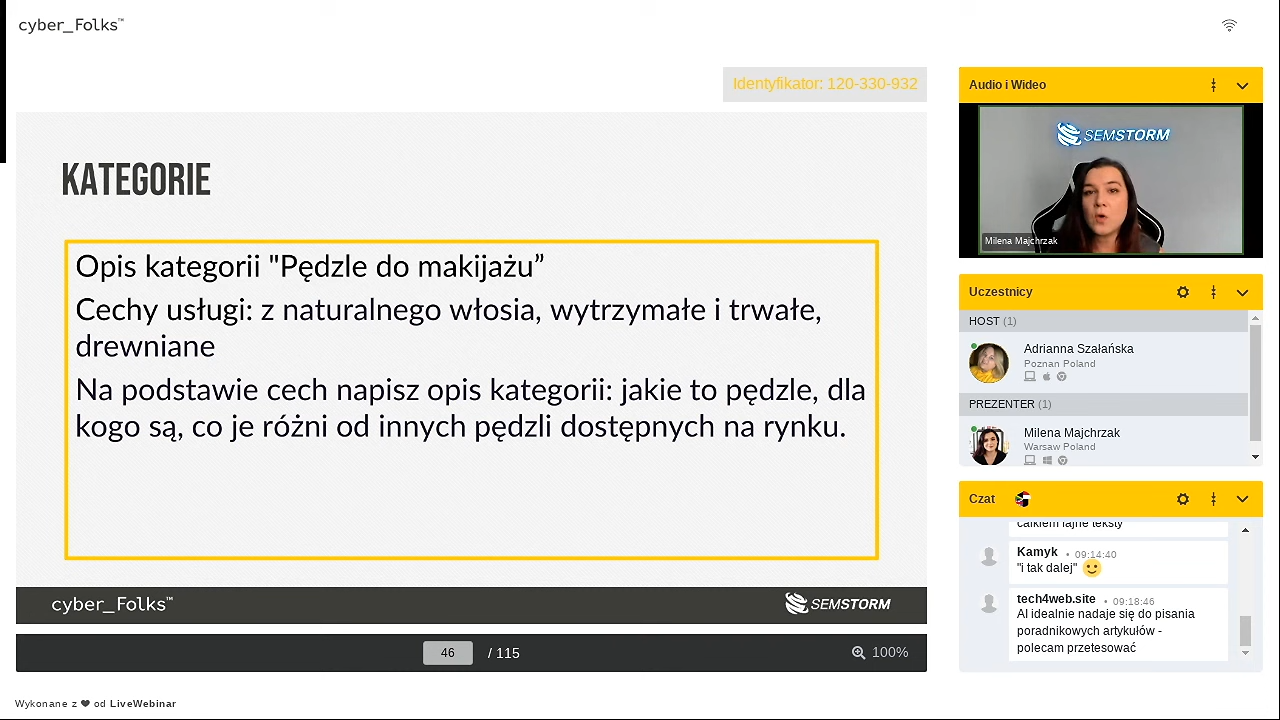 cyber_Folks™
Identyfikator: 120-330-932
KATEGORIE
Opis kategorii "Pędzle do makijażu”
Cechy usługi: z naturalnego włosia, wytrzymałe i trwałe,
drewniane
Na podstawie cech napisz opis kategorii: jakie to pędzle, dla
kogo są, co je różni od innych pędzli dostępnych na rynku.
cyber_Folks™
SEMSTORM
46 / 115
100%
Wykonane z ❤ od LiveWebinar
Audio i Wideo
SEMSTORM
Milena Majchrzak
Uczestnicy
HOST (1)
Adrianna Szałańska
Poznan Poland
PREZENTER (1)
Milena Majchrzak
Warsaw Poland
Czat
całkiem fajne teksty
Kamyk • 09:14:40
"i tak dalej" 🙂
tech4web.site • 09:18:46
AI idealnie nadaje się do pisania
poradnikowych artykułów -
polecam przetesować